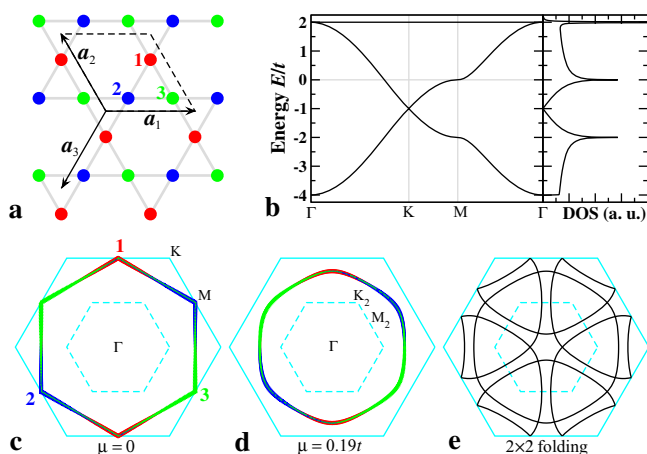 a₂
1
2
3
a₁
a₃
a
Energy E/t
2
1
0
-1
-2
-3
-4
Γ K M Γ DOS (a. u.)
b
1
K
M
Γ
2
3
c
μ = 0
K₂
M₂
Γ
d
μ = 0.19t
e
2×2 folding